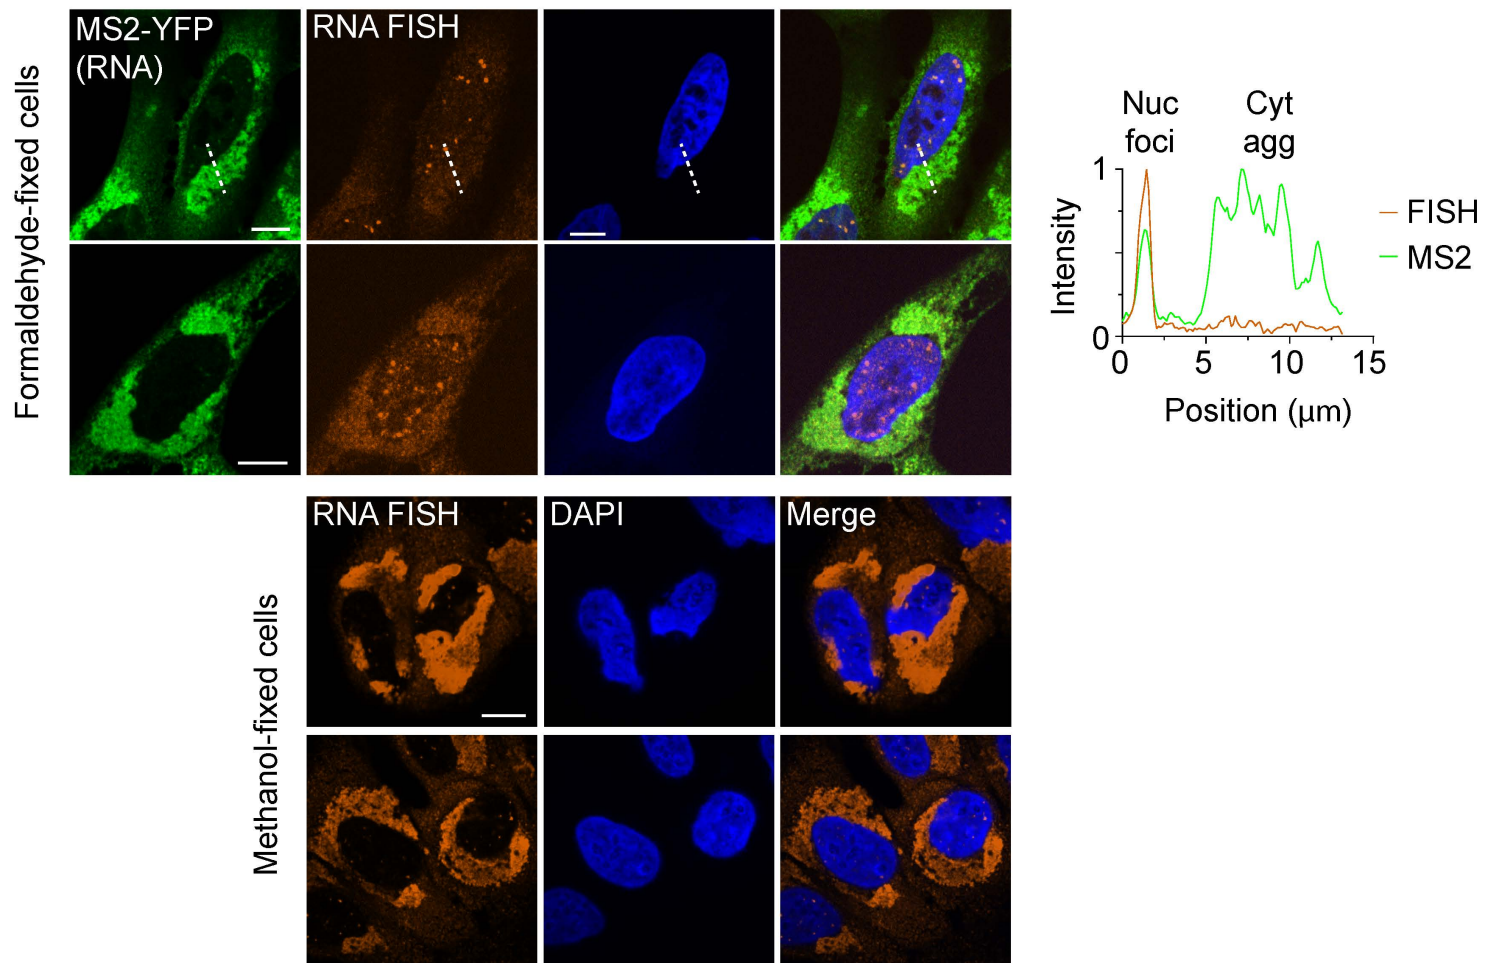 MS2-YFP
(RNA)
RNA FISH
Formaldehyde-fixed cells
Nuc
foci
Cyt
agg
1
0
Intensity
0
5
10
15
Position (μm)
FISH
MS2
RNA FISH
DAPI
Merge
Methanol-fixed cells